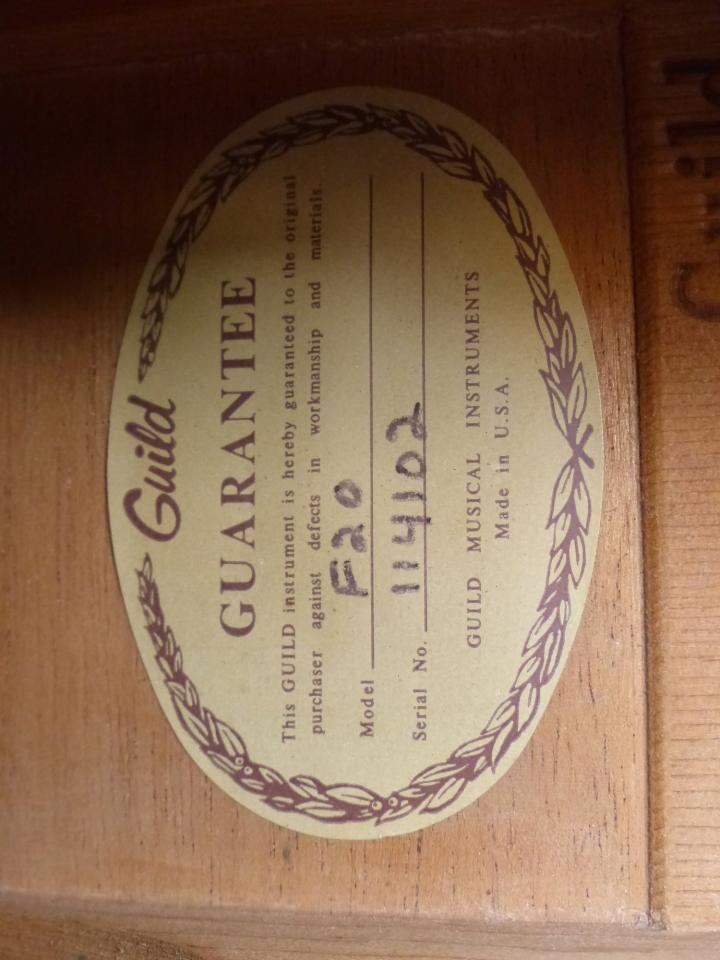 Guild
GUARANTEE
This GUILD instrument is hereby guaranteed to the original
purchaser against defects in workmanship and materials.
Model F20
Serial No. 114102
GUILD MUSICAL INSTRUMENTS
Made in U.S.A.
Guild